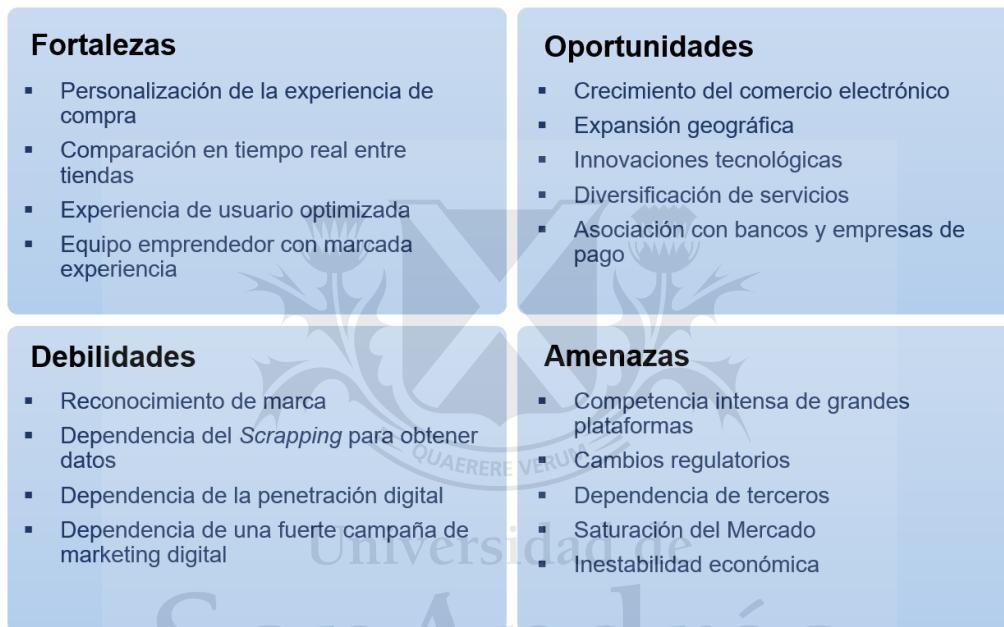 Fortalezas
▪ Personalización de la experiencia de
compra
▪ Comparación en tiempo real entre
tiendas
▪ Experiencia de usuario optimizada
▪ Equipo emprendedor con marcada
experiencia
Oportunidades
▪ Crecimiento del comercio electrónico
▪ Expansión geográfica
▪ Innovaciones tecnológicas
▪ Diversificación de servicios
▪ Asociación con bancos y empresas de
pago
Debilidades
▪ Reconocimiento de marca
▪ Dependencia del Scrapping para obtener
datos
▪ Dependencia de la penetración digital
▪ Dependencia de una fuerte campaña de
marketing digital
Amenazas
▪ Competencia intensa de grandes
plataformas
▪ Cambios regulatorios
▪ Dependencia de terceros
▪ Saturación del Mercado
▪ Inestabilidad económica
QUAERERE VERUM
Universidad de
San Andrés